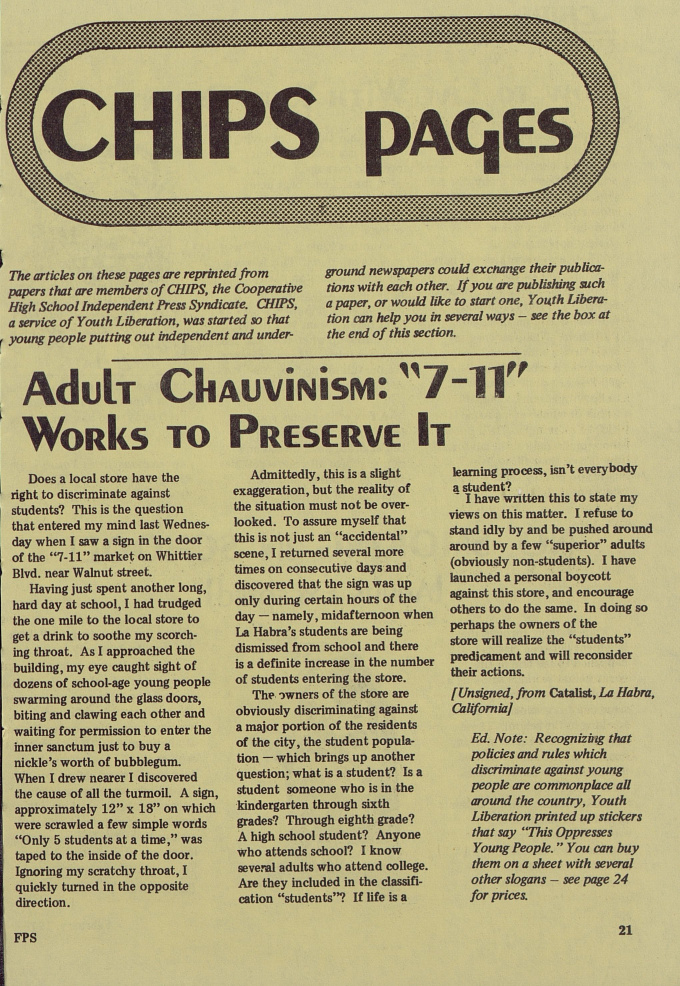 CHIPS PAGES
The articles on these pages are reprinted from
papers that are members of CHIPS, the Cooperative
High School Independent Press Syndicate. CHIPS,
a service of Youth Liberation, was started so that
young people putting out independent and under-
ground newspapers could exchange their publica-
tions with each other. If you are publishing such
a paper, or would like to start one, Youth Libera-
tion can help you in several ways — see the box at
the end of this section.
Adult Chauvinism: "7-11"
Works to Preserve It
Does a local store have the
right to discriminate against
students? This is the question
that entered my mind last Wednes-
day when I saw a sign in the door
of the "7-11" market on Whittier
Blvd. near Walnut street.
Having just spent another long,
hard day at school, I had trudged
the one mile to the local store to
get a drink to soothe my scorch-
ing throat. As I approached the
building, my eye caught sight of
dozens of school-age young people
swarming around the glass doors,
biting and clawing each other and
waiting for permission to enter the
inner sanctum just to buy a
nickle's worth of bubblegum.
When I drew nearer I discovered
the cause of all the turmoil. A sign,
approximately 12" x 18" on which
were scrawled a few simple words
"Only 5 students at a time," was
taped to the inside of the door.
Ignoring my scratchy throat, I
quickly turned in the opposite
direction.
Admittedly, this is a slight
exaggeration, but the reality of
the situation must not be over-
looked. To assure myself that
this is not just an "accidental"
scene, I returned several more
times on consecutive days and
discovered that the sign was up
only during certain hours of the
day — namely, midafternoon when
La Habra's students are being
dismissed from school and there
is a definite increase in the number
of students entering the store.
The owners of the store are
obviously discriminating against
a major portion of the residents
of the city, the student popula-
tion — which brings up another
question; what is a student? Is a
student someone who is in the
kindergarten through sixth
grades? Through eighth grade?
A high school student? Anyone
who attends school? I know
several adults who attend college.
Are they included in the classifi-
cation "students"? If life is a
learning process, isn't everybody
a student?
I have written this to state my
views on this matter. I refuse to
stand idly by and be pushed around
around by a few "superior" adults
(obviously non-students). I have
launched a personal boycott
against this store, and encourage
others to do the same. In doing so
perhaps the owners of the
store will realize the "students"
predicament and will reconsider
their actions.
[Unsigned, from Catalist, La Habra,
California]
Ed. Note: Recognizing that
policies and rules which
discriminate against young
people are commonplace all
around the country, Youth
Liberation printed up stickers
that say "This Oppresses
Young People." You can buy
them on a sheet with several
other slogans — see page 24
for prices.
FPS
21